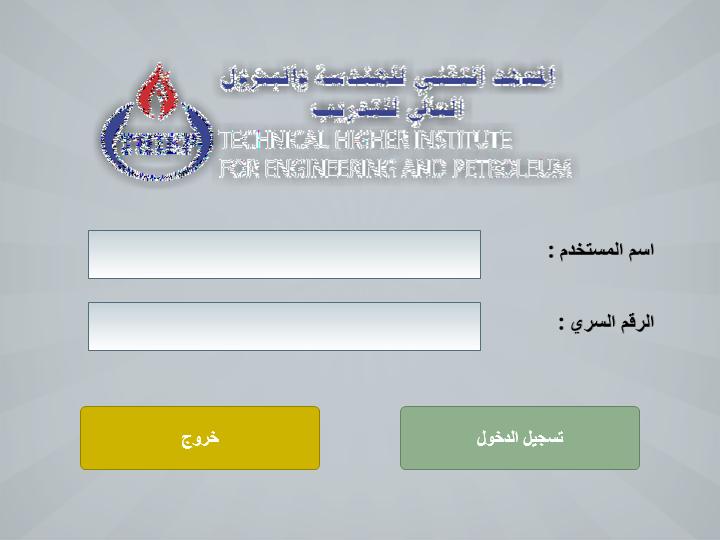 المعهد التقني للهندسة والبترول
العالي للتدريب
TECHNICAL HIGHER INSTITUTE
FOR ENGINEERING AND PETROLEUM
اسم المستخدم :
الرقم السري :
تسجيل الدخول
خروج